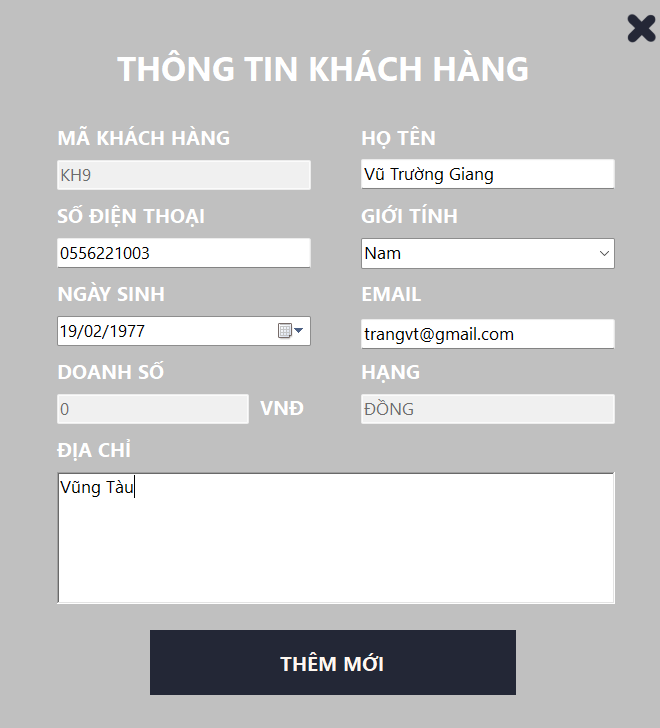 THÔNG TIN KHÁCH HÀNG
MÃ KHÁCH HÀNG
HỌ TÊN
KH9
Vũ Trường Giang
SỐ ĐIỆN THOẠI
GIỚI TÍNH
0556221003
Nam
NGÀY SINH
EMAIL
19/02/1977
trangvt@gmail.com
DOANH SỐ
HẠNG
0
VNĐ
ĐỒNG
ĐỊA CHỈ
Vũng Tàu
THÊM MỚI